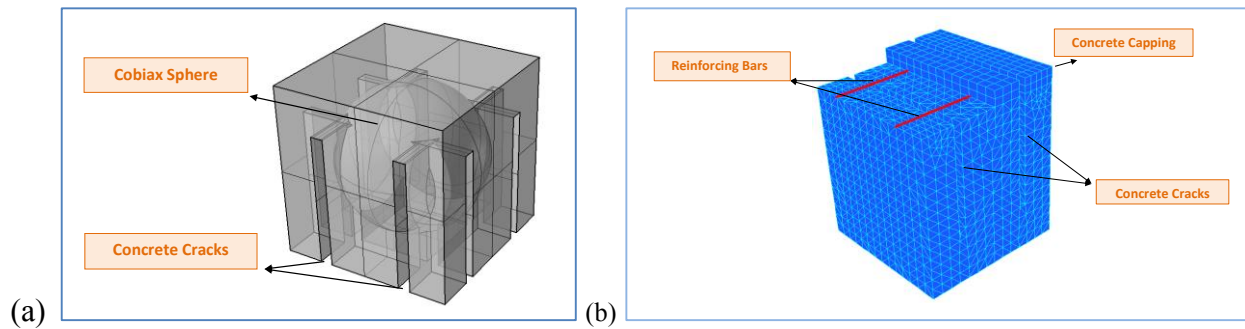 Cobiax Sphere
Concrete Cracks
(a)
Concrete Capping
Reinforcing Bars
Concrete Cracks
(b)